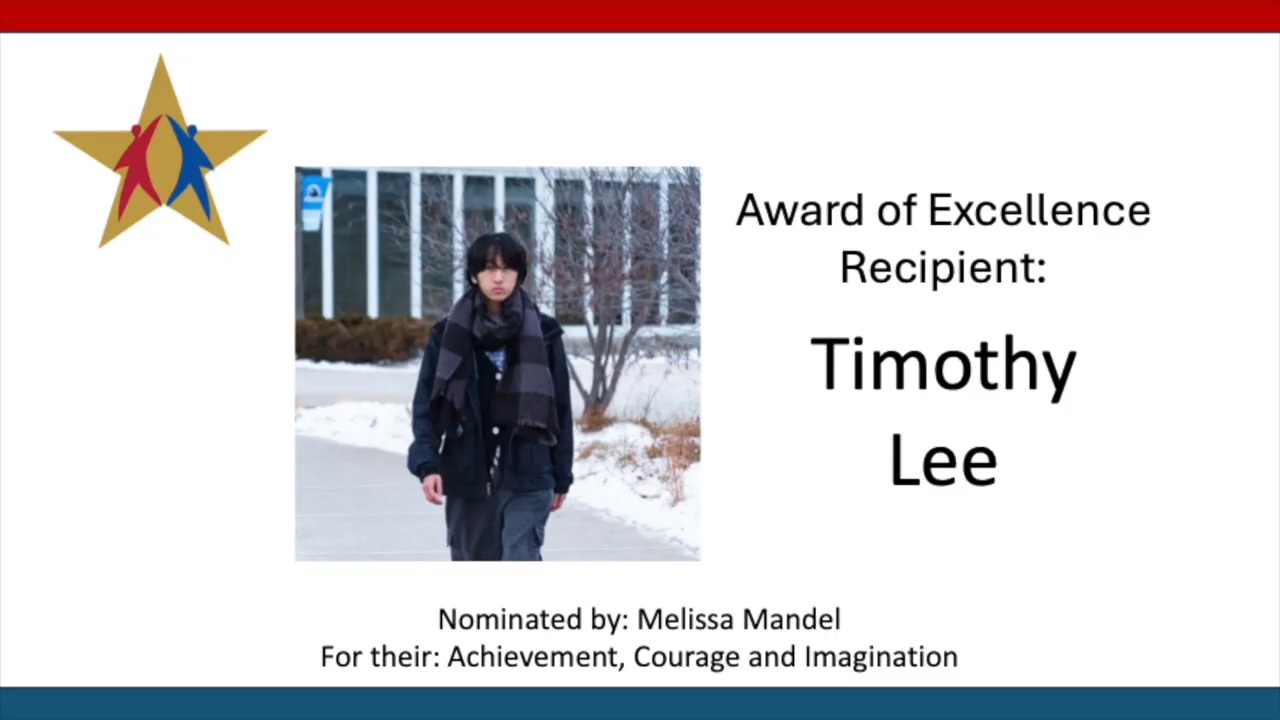 Award of Excellence
Recipient:
Timothy
Lee
Nominated by: Melissa Mandel
For their: Achievement, Courage and Imagination